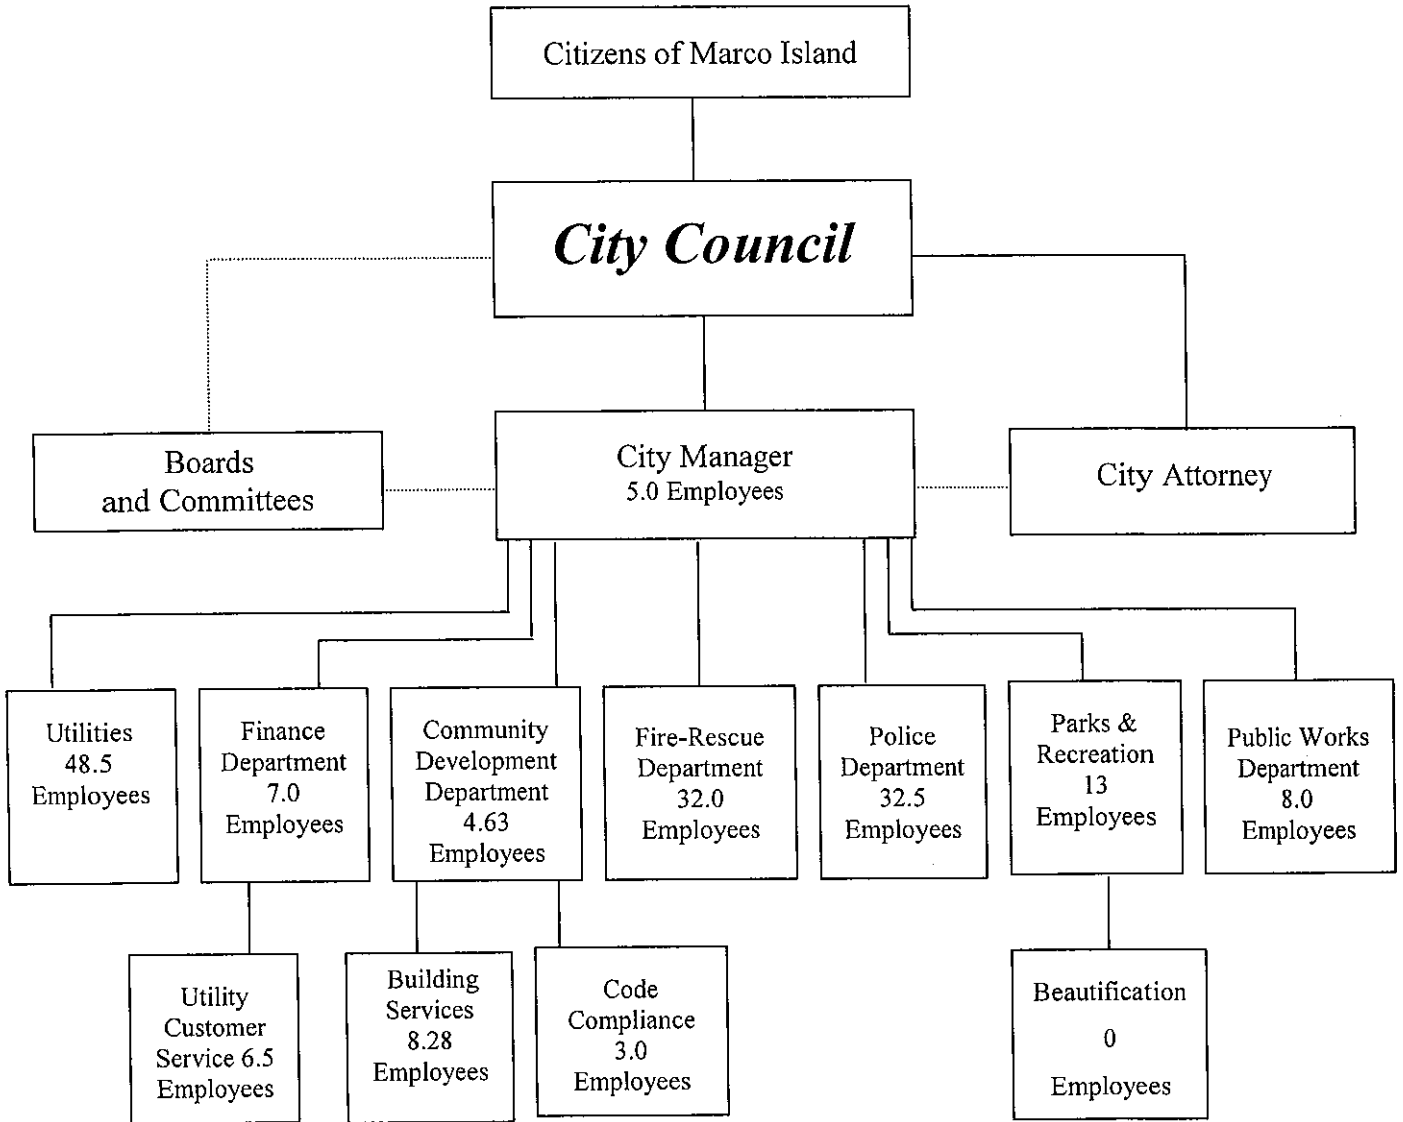 Citizens of Marco Island
City Council
Boards
and Committees
City Manager
5.0 Employees
City Attorney
Utilities
48.5
Employees
Finance
Department
7.0
Employees
Community
Development
Department
4.63
Employees
Fire-Rescue
Department
32.0
Employees
Police
Department
32.5
Employees
Parks &
Recreation
13
Employees
Public Works
Department
8.0
Employees
Utility
Customer
Service 6.5
Employees
Building
Services
8.28
Employees
Code
Compliance
3.0
Employees
Beautification
0
Employees